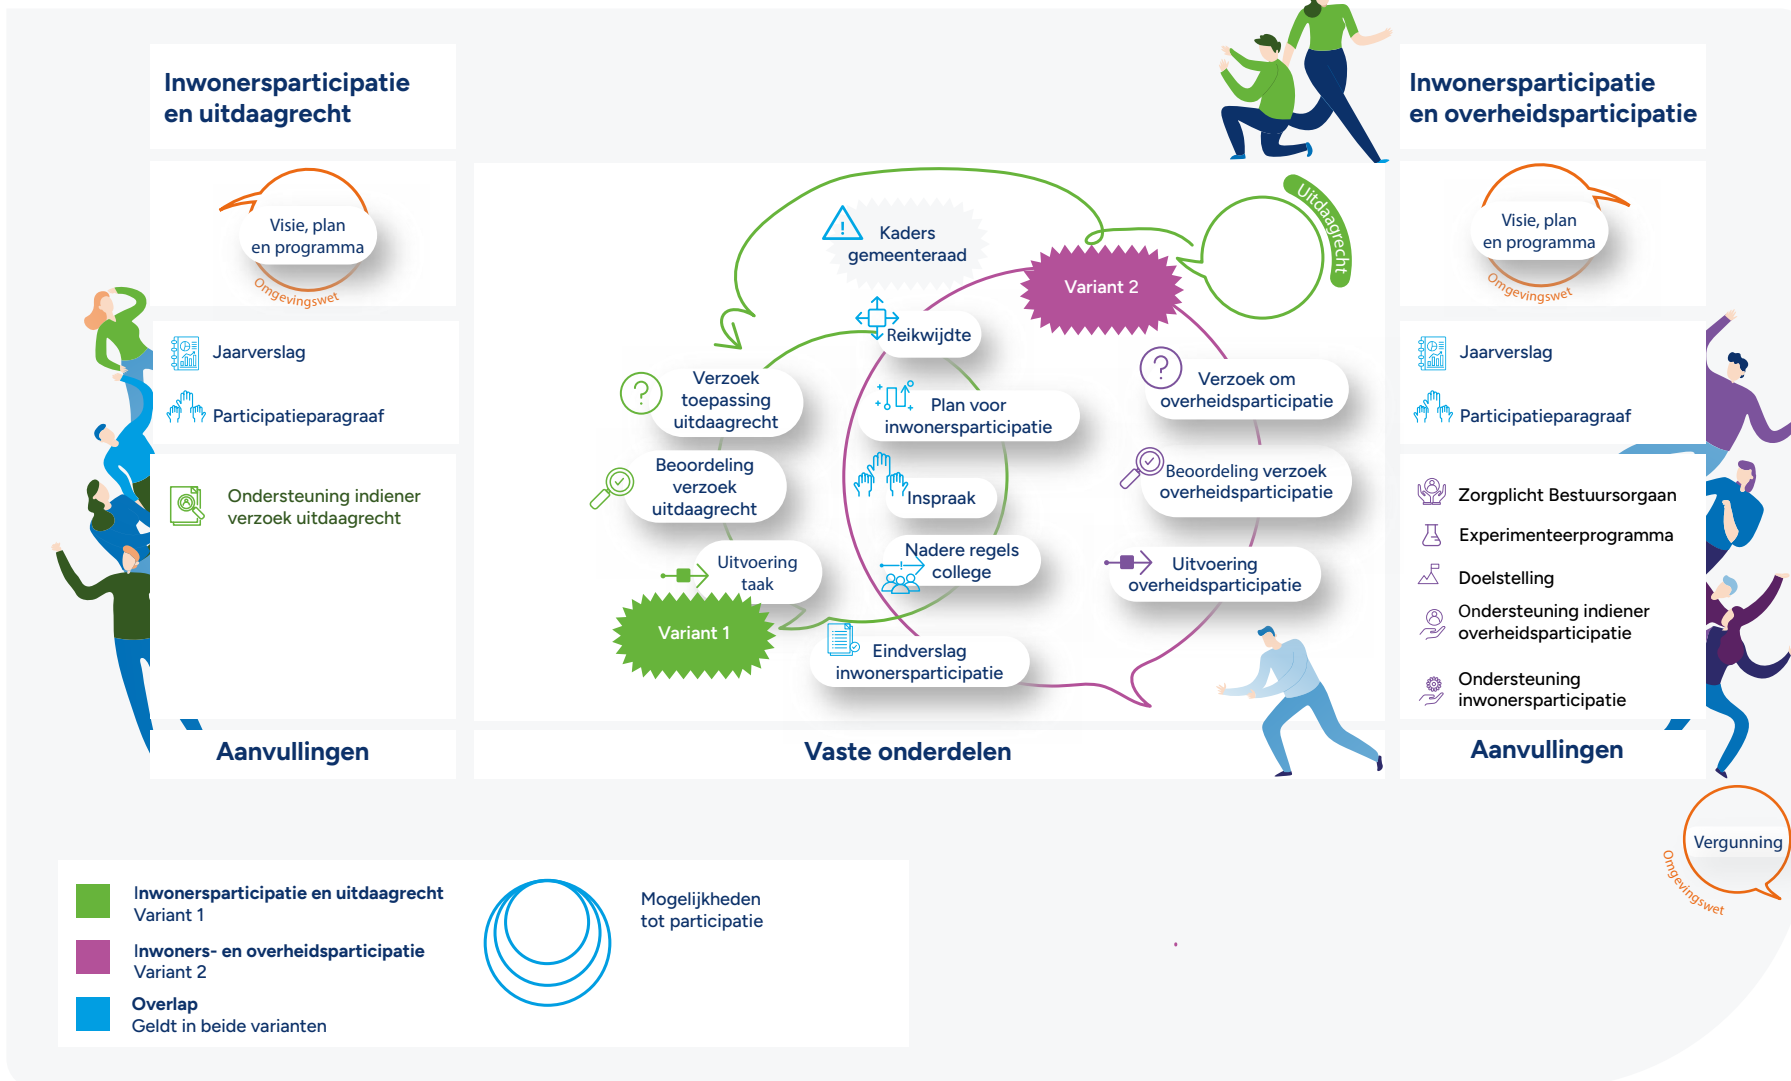 Inwonersparticipatie
en uitdaagrecht
Visie, plan
en programma
Omgevingswet
Jaarverslag
Participatieparagraaf
Ondersteuning indiener
verzoek uitdaagrecht
Aanvullingen
Kaders
gemeenteraad
Uitdaagrecht
Variant 2
Reikwijdte
Verzoek
toepassing
uitdaagrecht
Plan voor
inwonersparticipatie
Verzoek om
overheidsparticipatie
Beoordeling
verzoek
uitdaagrecht
Inspraak
Beoordeling verzoek
overheidsparticipatie
Uitvoering
taak
Nadere regels
college
Uitvoering
overheidsparticipatie
Variant 1
Eindverslag
inwonersparticipatie
Vaste onderdelen
Inwonersparticipatie
en overheidsparticipatie
Visie, plan
en programma
Omgevingswet
Jaarverslag
Participatieparagraaf
Zorgplicht Bestuursorgaan
Experimenteerprogramma
Doelstelling
Ondersteuning indiener
overheidsparticipatie
Ondersteuning
inwonersparticipatie
Aanvullingen
Vergunning
Omgevingswet
Inwonersparticipatie en uitdaagrecht
Variant 1
Inwoners- en overheidsparticipatie
Variant 2
Overlap
Geldt in beide varianten
Mogelijkheden
tot participatie